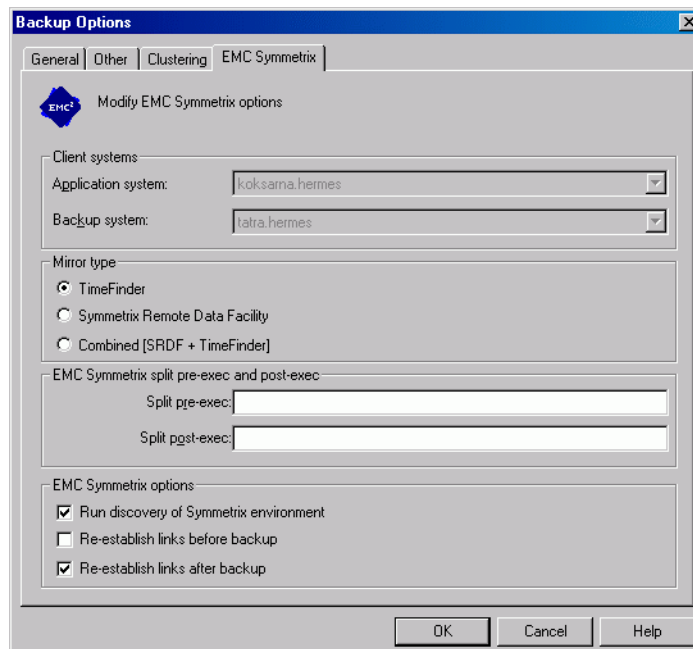 Backup Options
General Other Clustering EMC Symmetrix
EMC²
Modify EMC Symmetrix options
Client systems
Application system: koksarna.hermes
Backup system: tatra.hermes
Mirror type
TimeFinder
Symmetrix Remote Data Facility
Combined [SRDF + TimeFinder]
EMC Symmetrix split pre-exec and post-exec
Split pre-exec:
Split post-exec:
EMC Symmetrix options
Run discovery of Symmetrix environment
Re-establish links before backup
Re-establish links after backup
OK Cancel Help